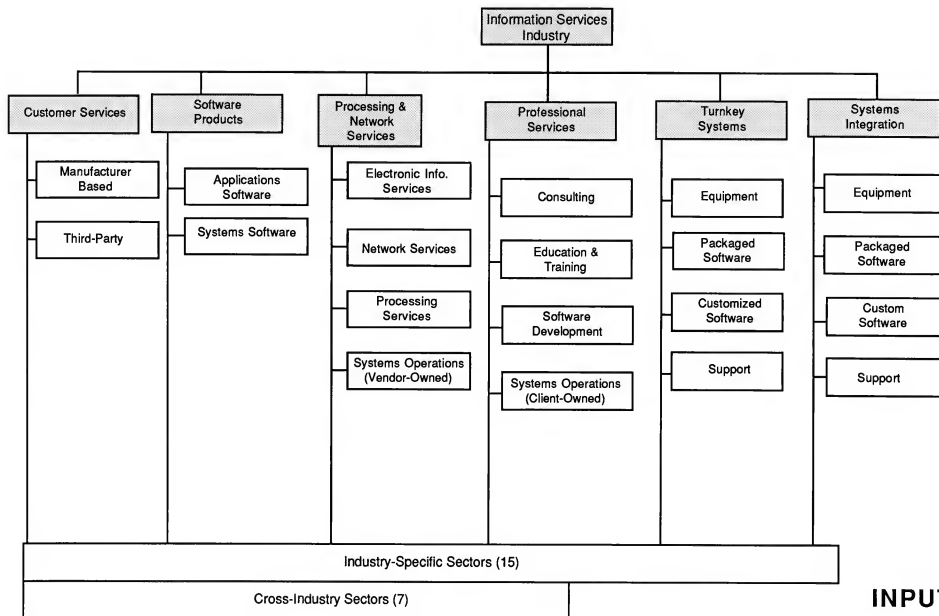 Information Services
Industry
Customer Services
Software
Products
Processing &
Network
Services
Professional
Services
Turnkey
Systems
Systems
Integration
Manufacturer
Based
Third-Party
Applications
Software
Systems Software
Electronic Info.
Services
Network Services
Processing
Services
Systems Operations
(Vendor-Owned)
Consulting
Education &
Training
Software
Development
Systems Operations
(Client-Owned)
Equipment
Packaged
Software
Customized
Software
Support
Equipment
Packaged
Software
Custom
Software
Support
Industry-Specific Sectors (15)
Cross-Industry Sectors (7)
INPUT